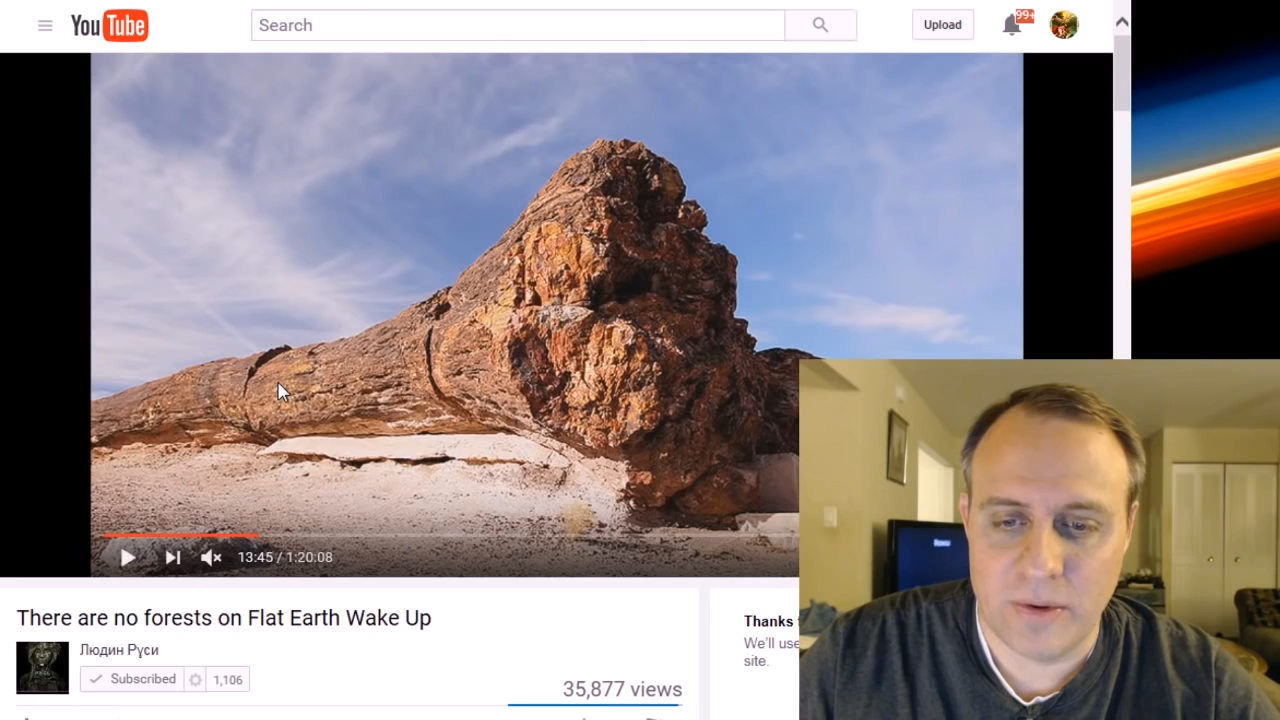 YouTube
Search
Upload
99+
13:45 / 1:20:08
There are no forests on Flat Earth Wake Up
Людин Руси
Subscribed
1,106
35,877 views
Thanks
We'll use
site.